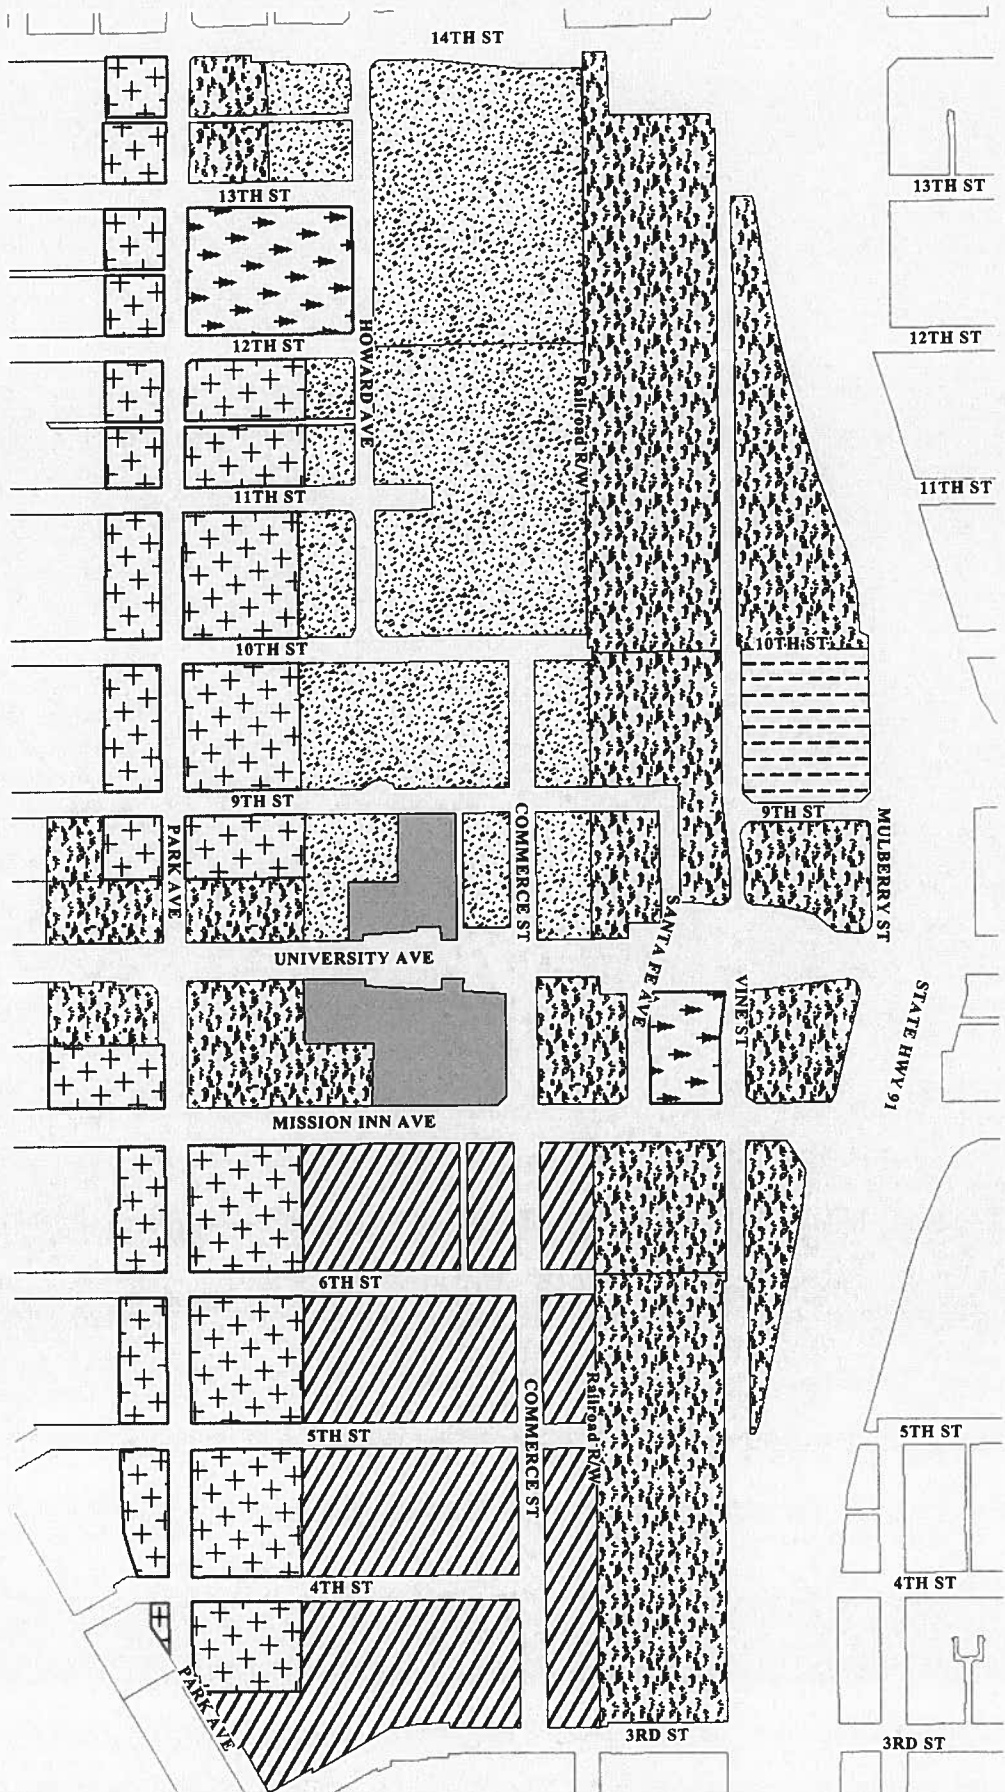 14TH ST
13TH ST
13TH ST
12TH ST
12TH ST
HOWARD AVE
Railroad R/W
11TH ST
11TH ST
10TH ST
10TH ST
9TH ST
9TH ST
PARK AVE
COMMERCE ST
MULBERRY ST
SANTA FE AVE
UNIVERSITY AVE
VINE ST
STATE HWY 91
MISSION INN AVE
6TH ST
COMMERCE ST
Railroad R/W
5TH ST
5TH ST
4TH ST
4TH ST
PARK AVE
3RD ST
3RD ST